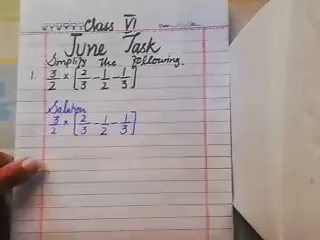 Class VI
June Task
Simplify the following.
1. 3/2 × [2/3 - 1/2 - 1/3]
Solution
3/2 × [2/3 - 1/2 - 1/3]